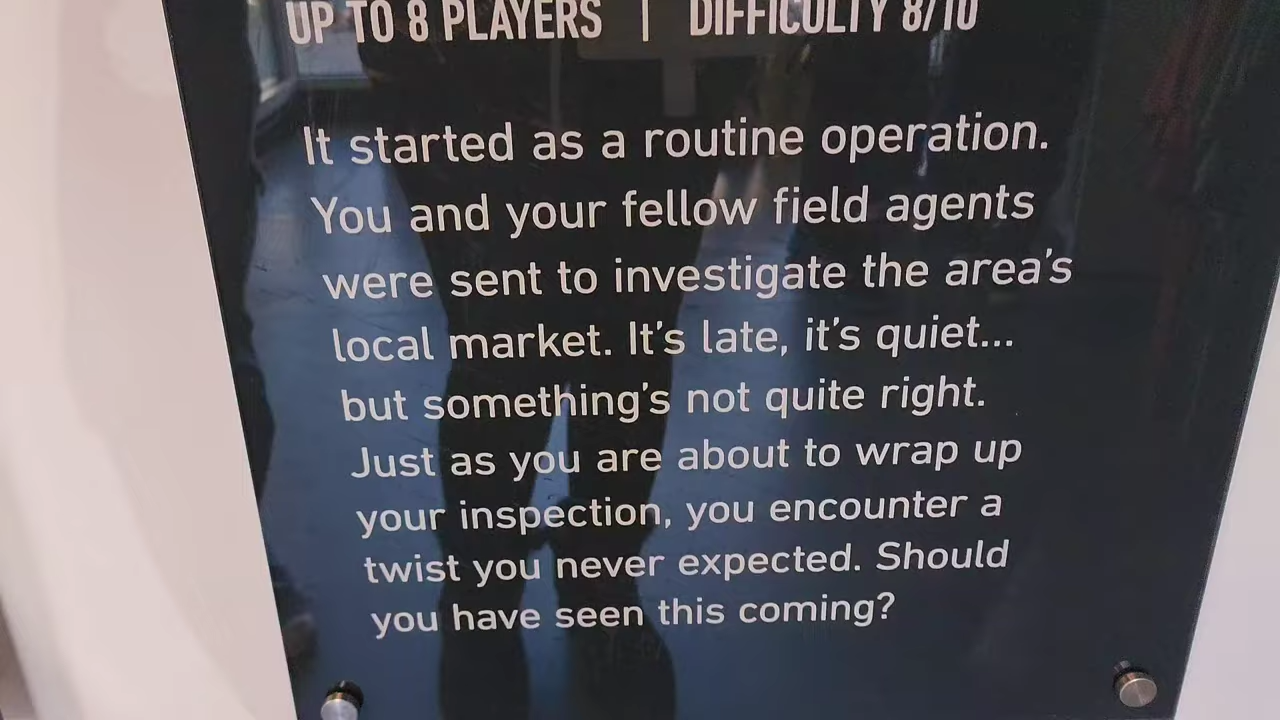 UP TO 8 PLAYERS | DIFFICULTY 8/10
It started as a routine operation.
You and your fellow field agents
were sent to investigate the area's
local market. It's late, it's quiet...
but something's not quite right.
Just as you are about to wrap up
your inspection, you encounter a
twist you never expected. Should
you have seen this coming?